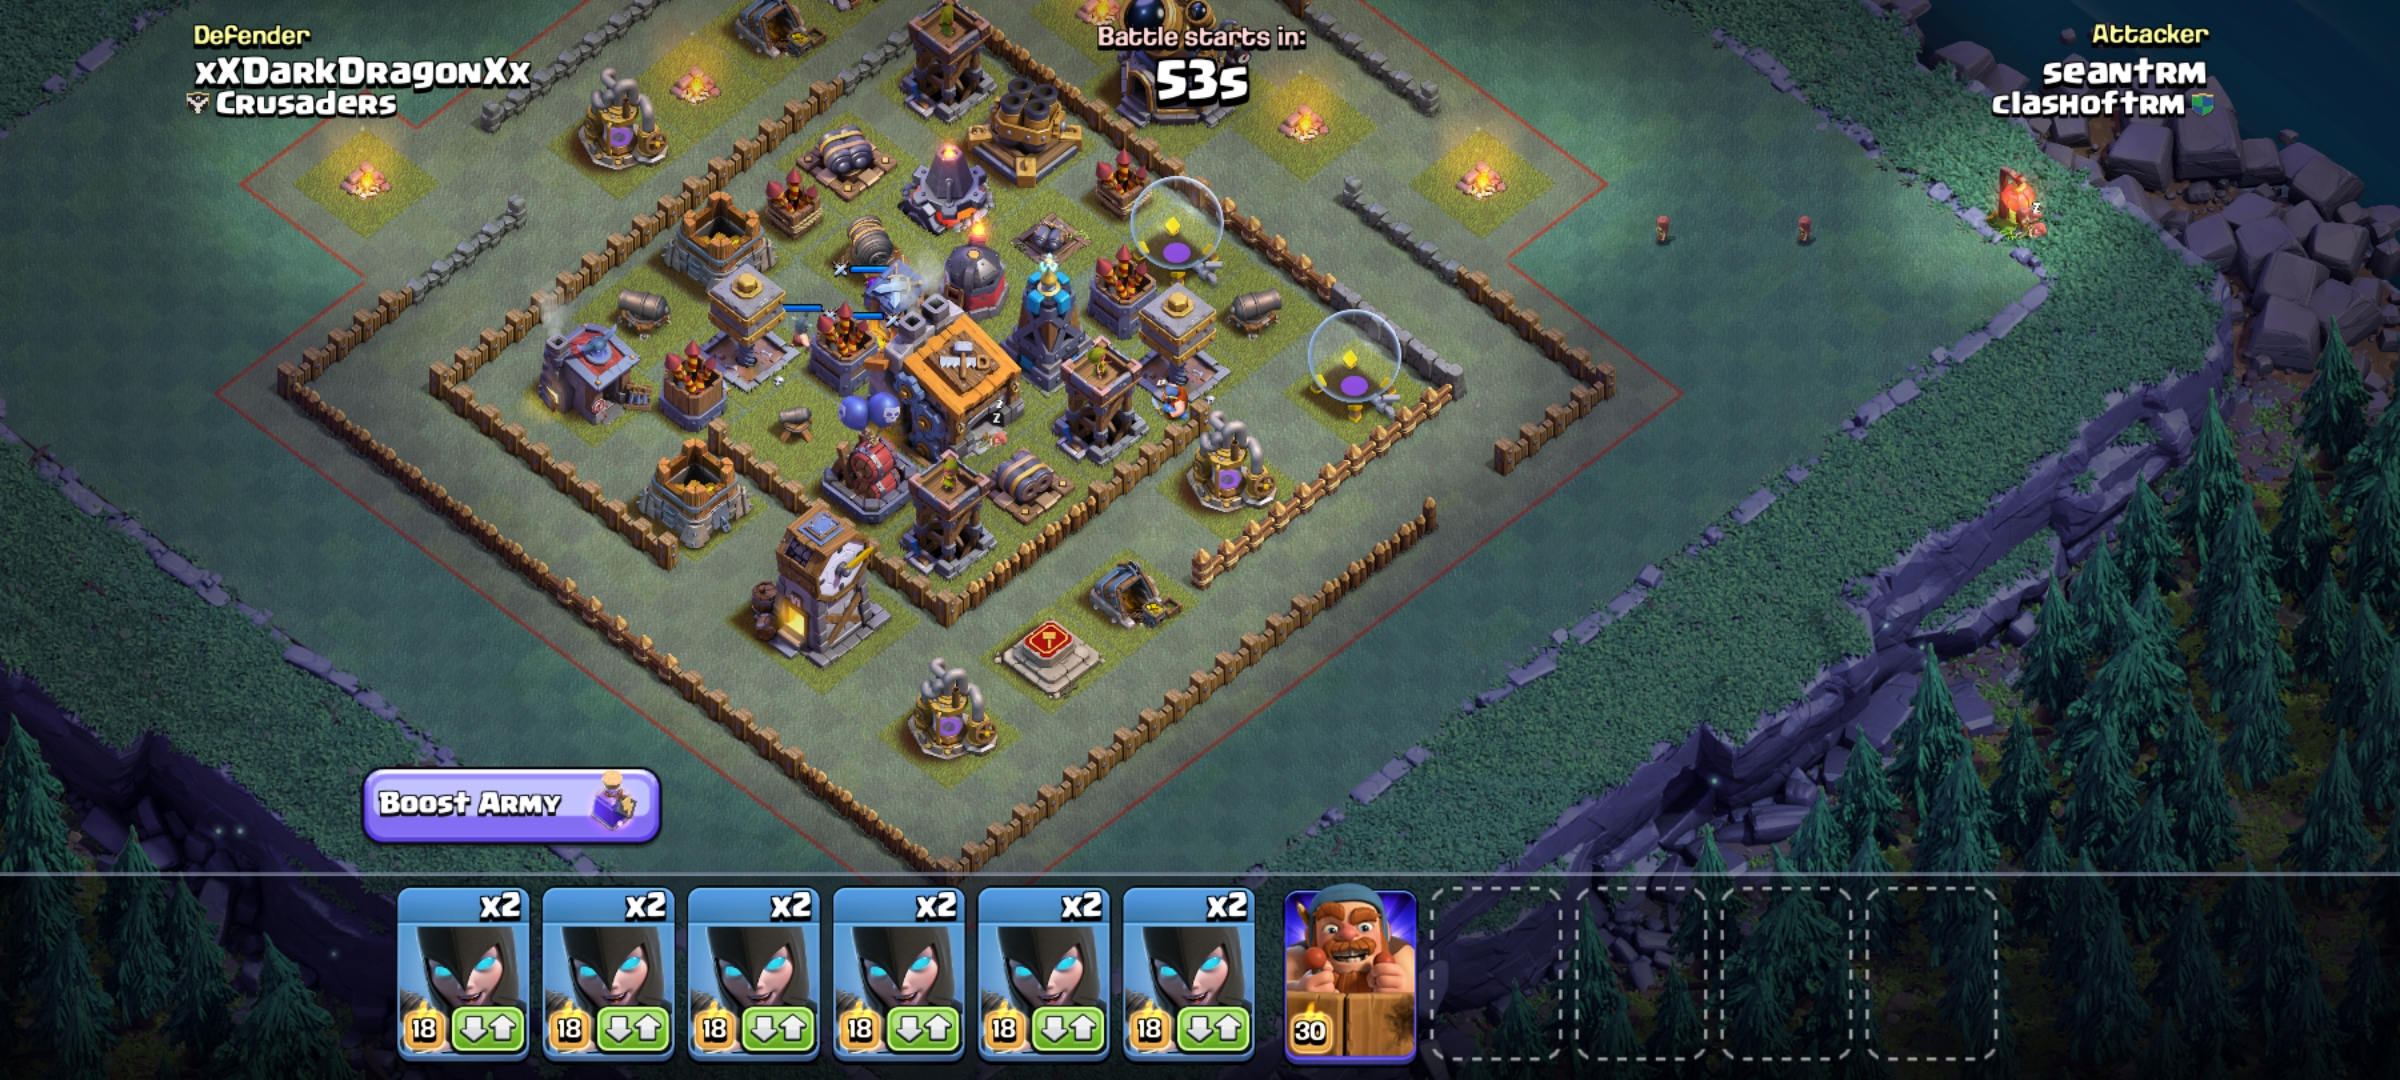 Defender
xXDarkDragonXx
Crusaders
Battle starts in:
53s
Attacker
seantRM
clashoftRM
z
z
z
Boost Army
x2
x2
x2
x2
x2
x2
18
18
18
18
18
18
30